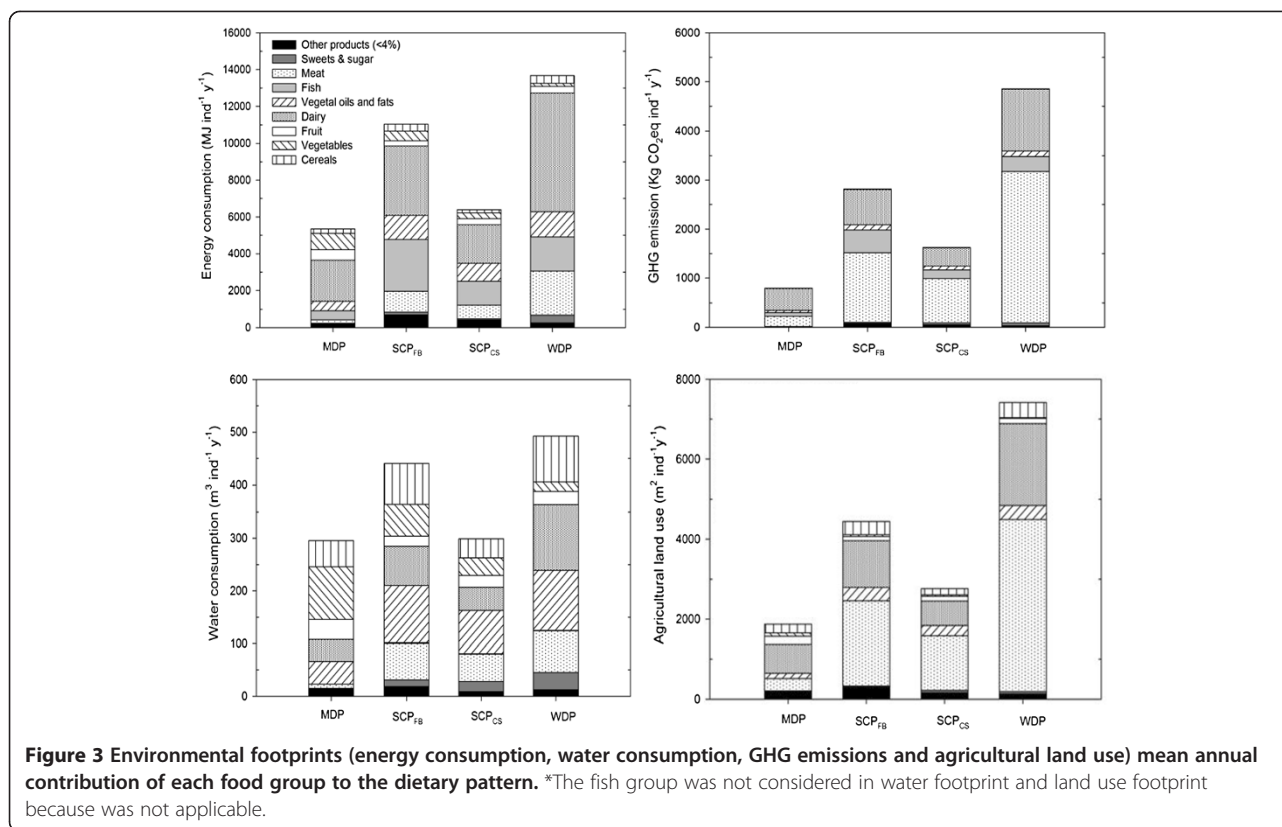 Energy consumption (MJ ind⁻¹ y⁻¹)
16000
14000
12000
10000
8000
6000
4000
2000
0
Other products (<4%)
Sweets & sugar
Meat
Fish
Vegetal oils and fats
Dairy
Fruit
Vegetables
Cereals
MDP SCP_FB SCP_CS WDP
GHG emission (Kg CO₂eq ind⁻¹ y⁻¹)
6000
5000
4000
3000
2000
1000
0
MDP SCP_FB SCP_CS WDP
Water consumption (m³ ind⁻¹ y⁻¹)
600
500
400
300
200
100
0
MDP SCP_FB SCP_CS WDP
Agricultural land use (m² ind⁻¹y⁻¹)
8000
6000
4000
2000
0
MDP SCP_FB SCP_CS WDP
Figure 3 Environmental footprints (energy consumption, water consumption, GHG emissions and agricultural land use) mean annual
contribution of each food group to the dietary pattern. *The fish group was not considered in water footprint and land use footprint
because was not applicable.